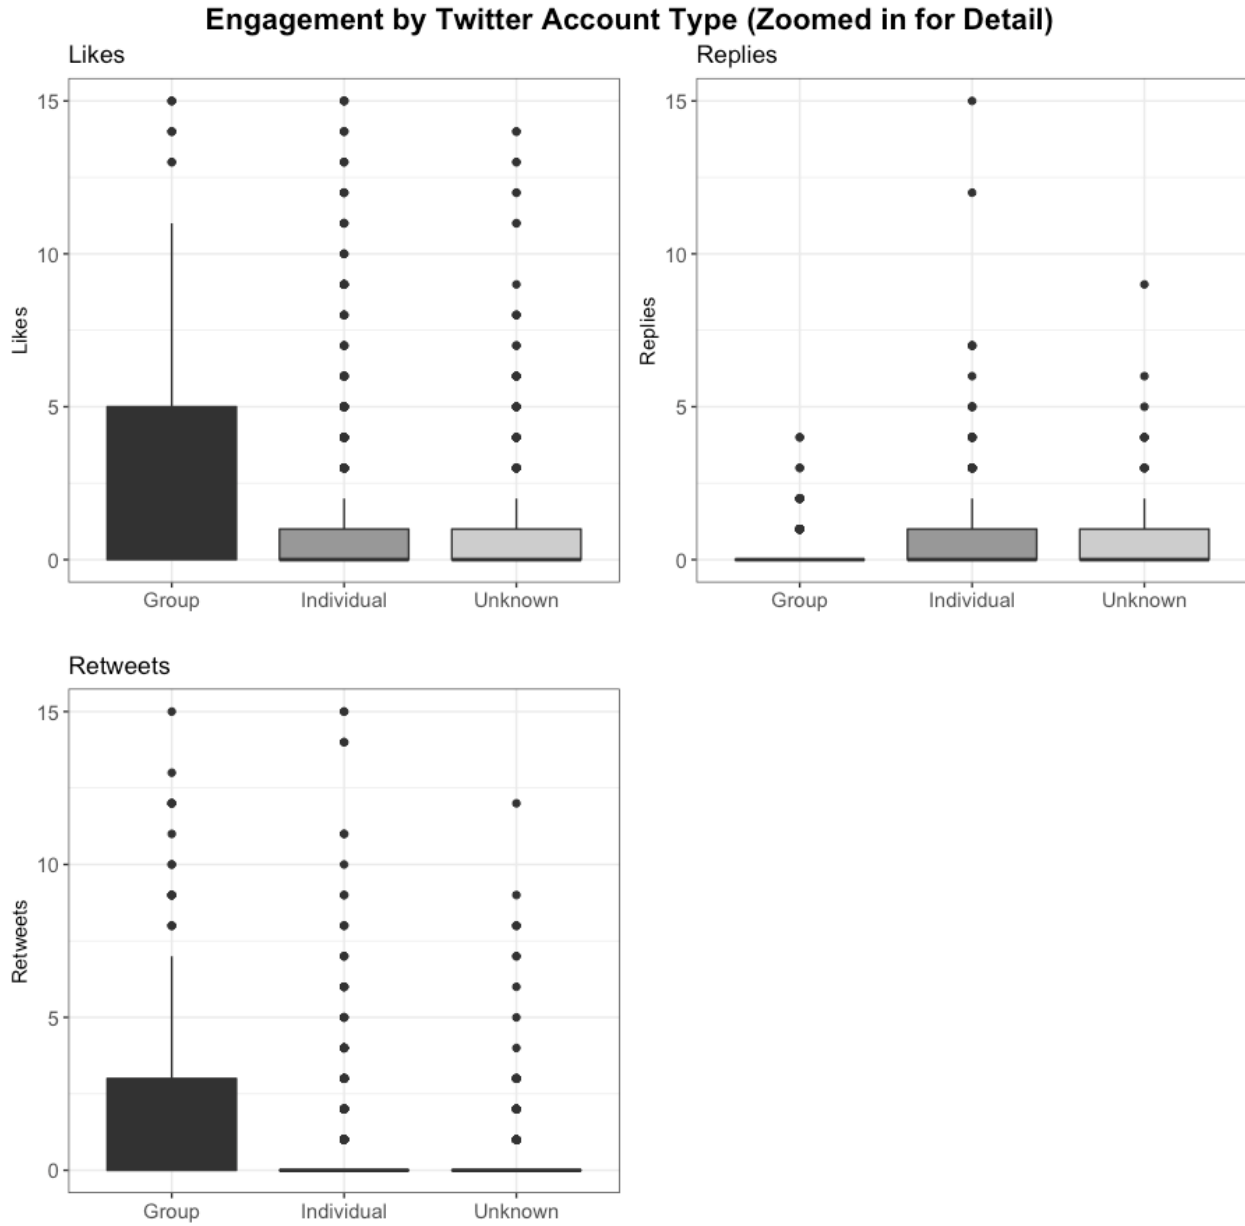 Engagement by Twitter Account Type (Zoomed in for Detail)
Likes
15
10
5
0
Likes
Group Individual Unknown
Replies
15
10
5
0
Replies
Group Individual Unknown
Retweets
15
10
5
0
Retweets
Group Individual Unknown